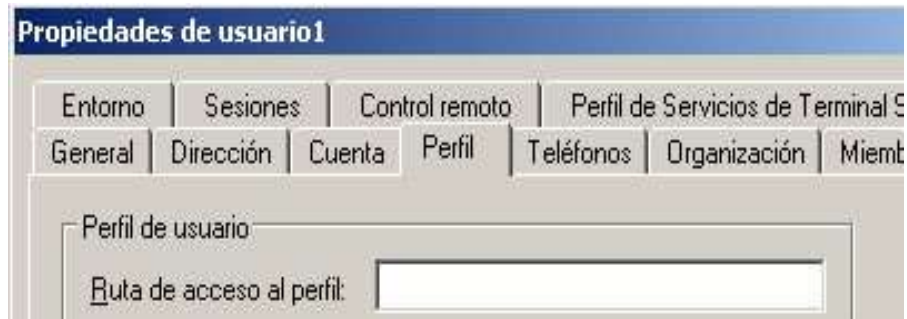 Propiedades de usuario1
Entorno Sesiones Control remoto Perfil de Servicios de Terminal S
General Dirección Cuenta Perfil Teléfonos Organización Miemb
Perfil de usuario
Ruta de acceso al perfil: